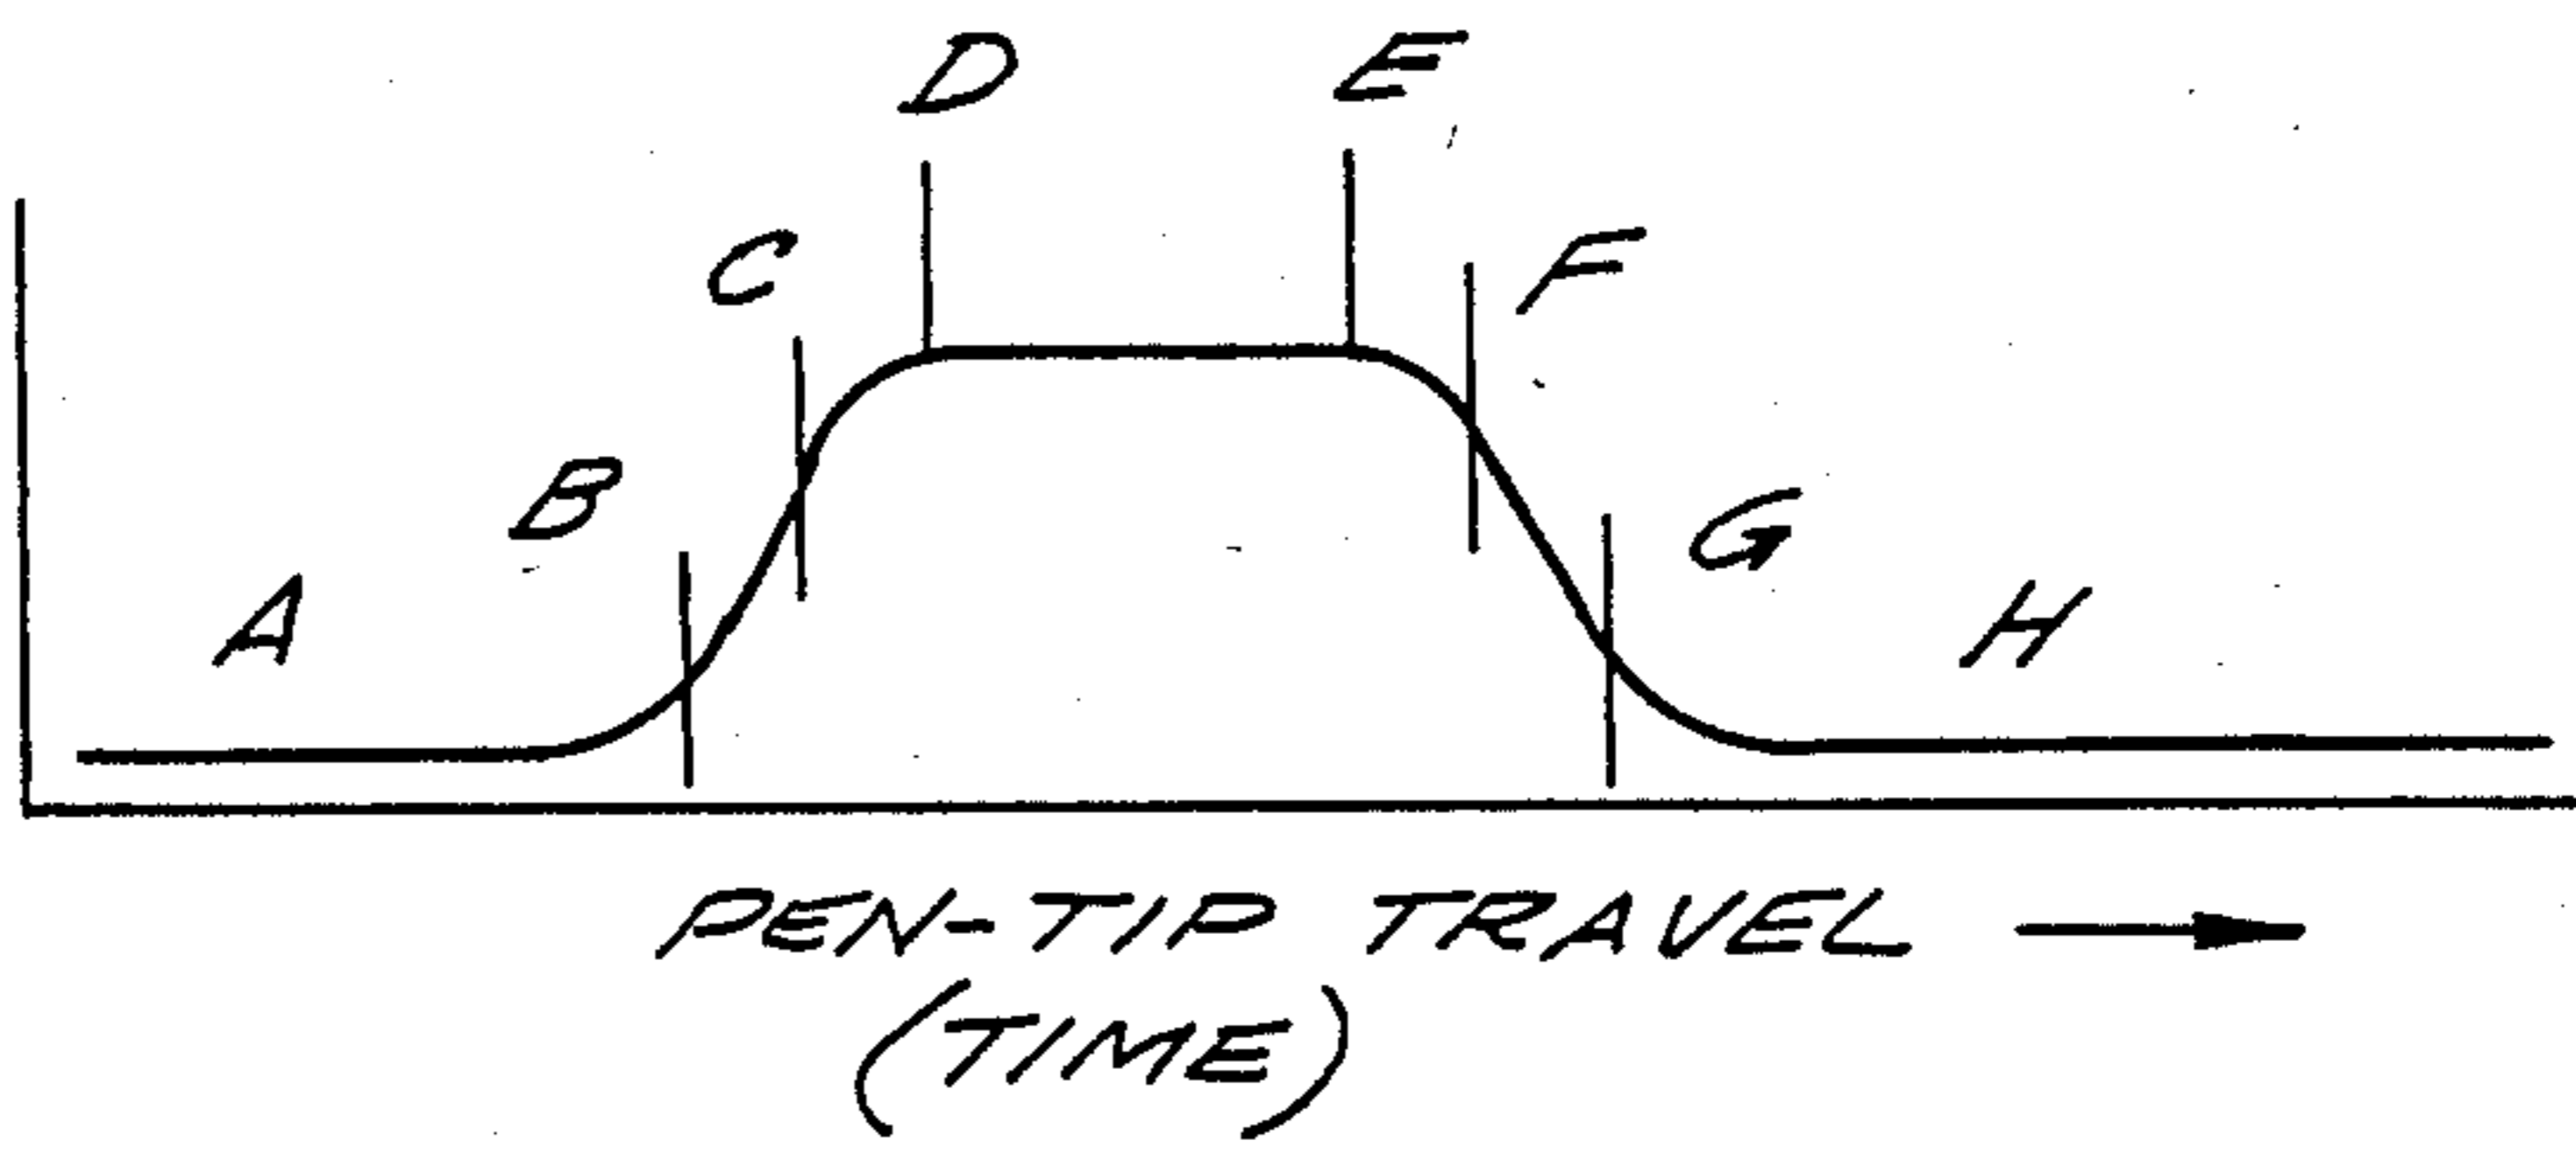 D E
C F
B G
A H
PEN-TIP TRAVEL
(TIME)